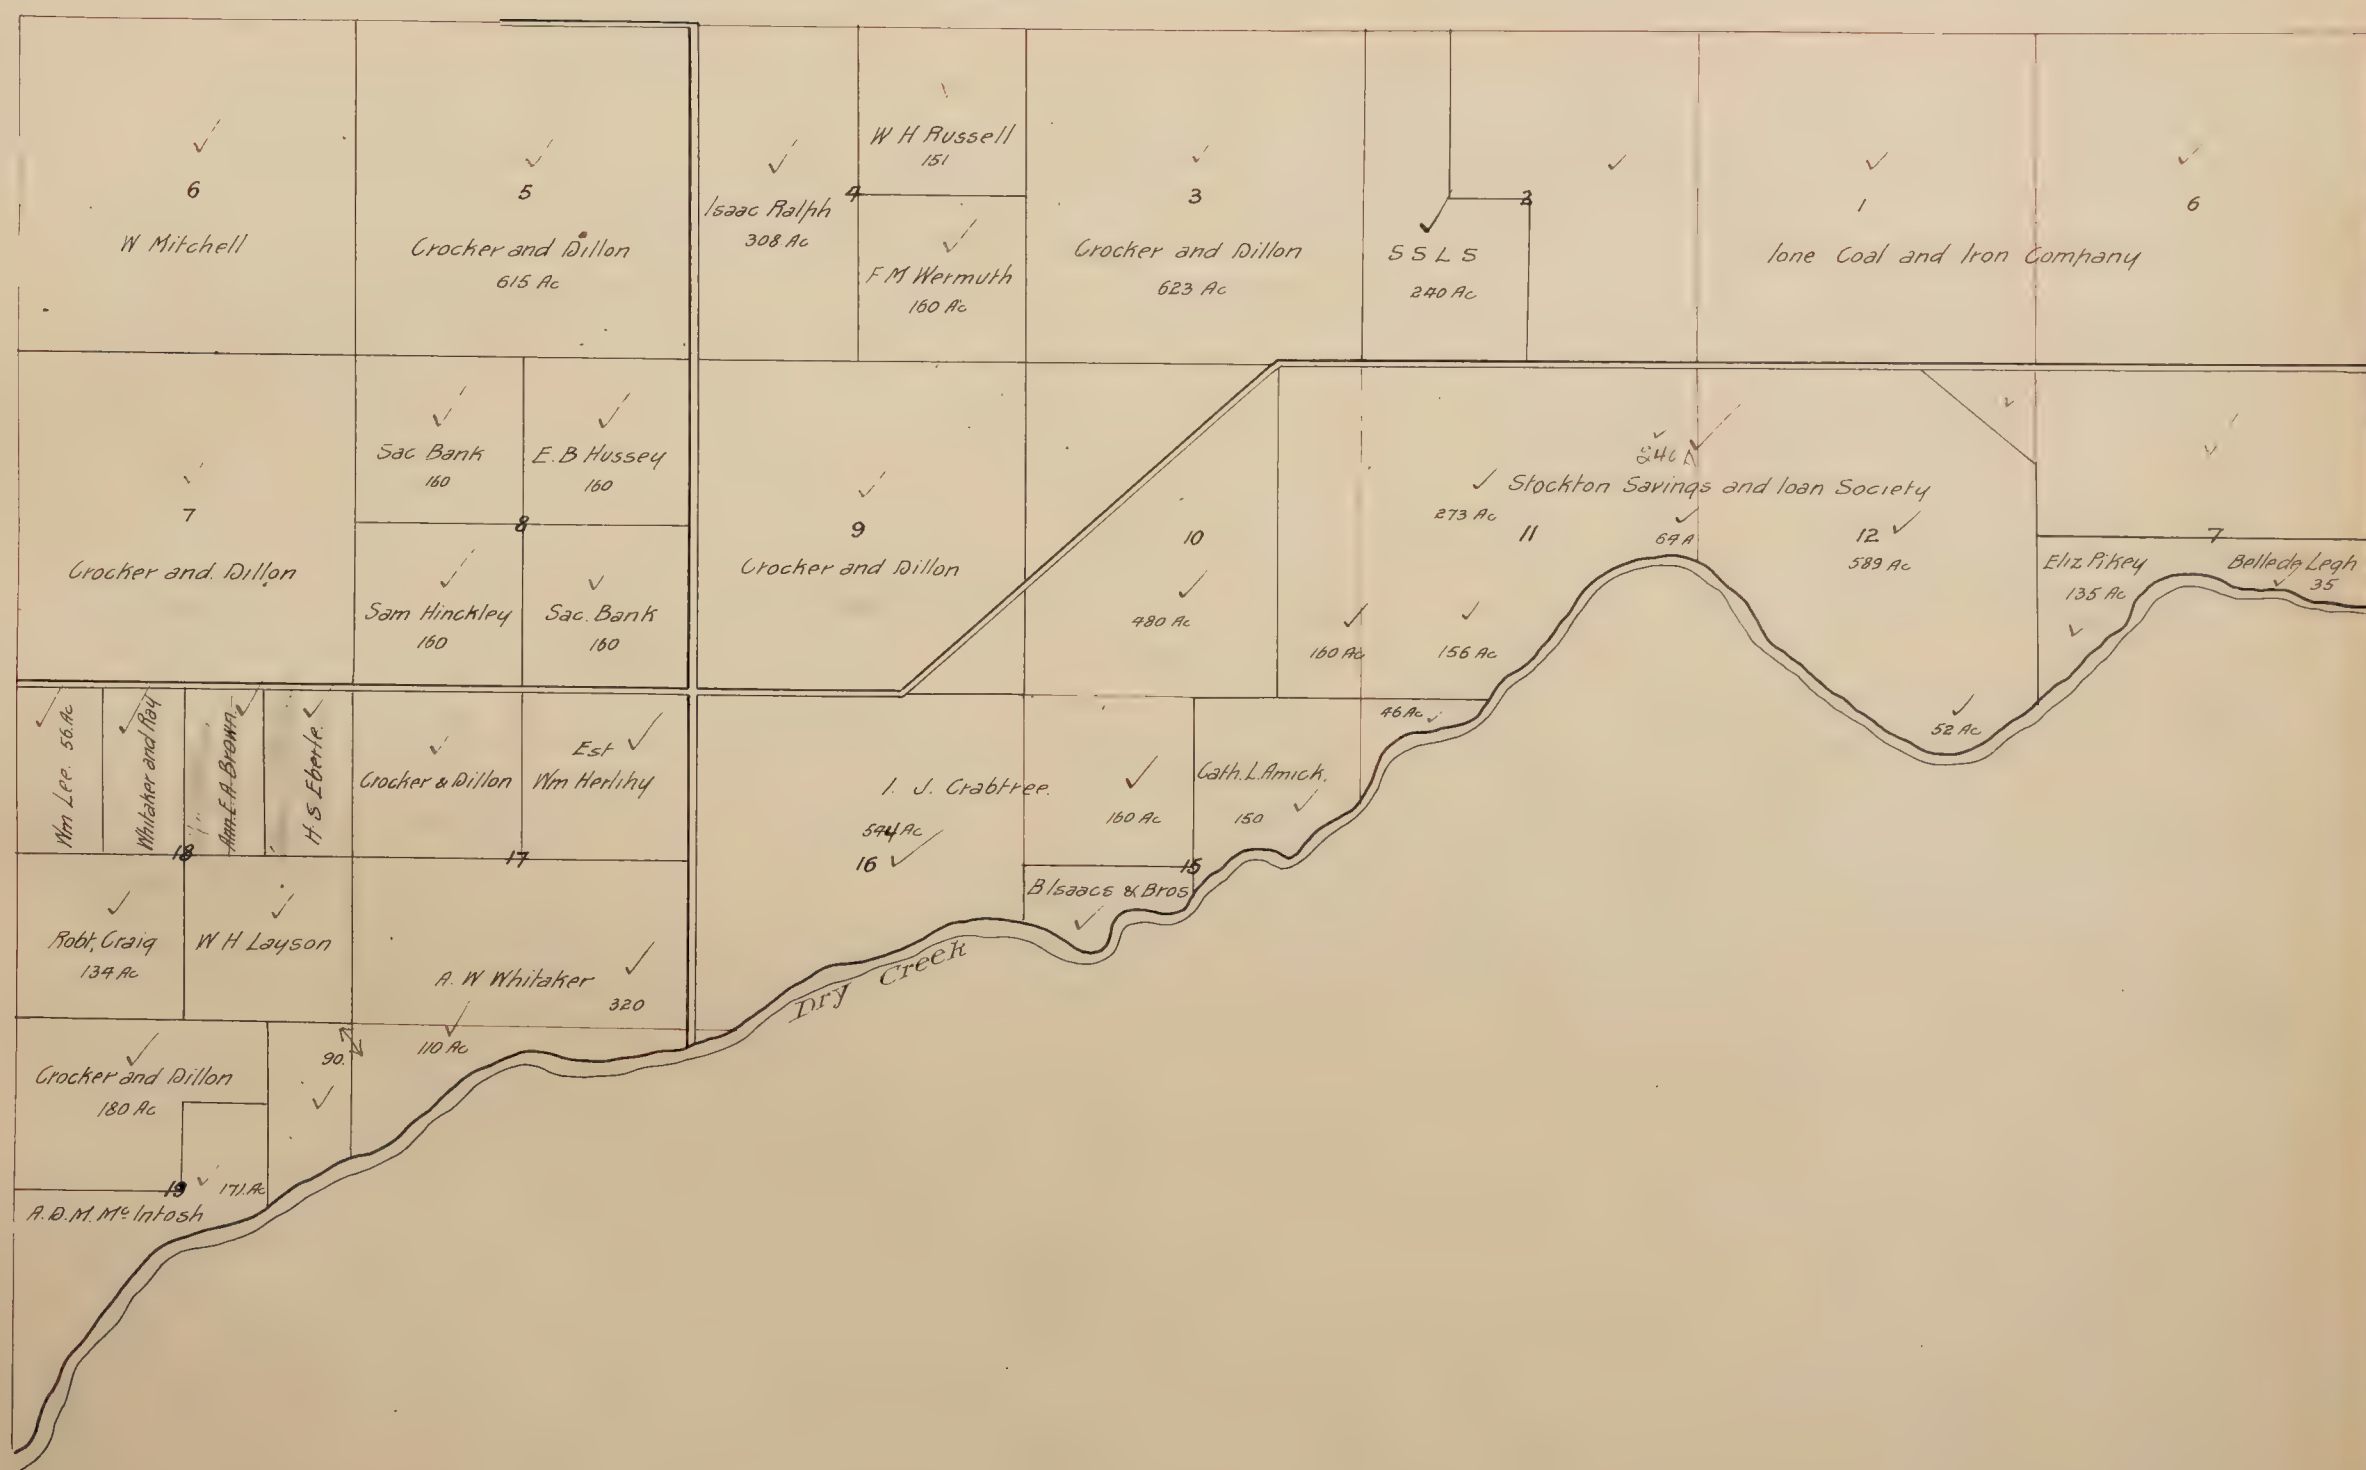 6
W Mitchell
5
Crocker and Dillon
615 Ac
Isaac Ralph
308 Ac
4
W H Russell
151
F M Wermuth
160 Ac
3
Crocker and Dillon
623 Ac
2
S S L S
240 Ac
1
6
Ione Coal and Iron Company
7
Crocker and. Dillon
Sac Bank
160
E. B Hussey
160
8
Sam Hinckley
160
Sac. Bank
160
9
Crocker and Dillon
10
480 Ac
Stockton Savings and loan Society
273 Ac
11
64 A
12
589 Ac
160 Ac
156 Ac
46 Ac
52 Ac
7
Eliz Pikey
135 Ac
35
Wm Lee. 56. Ac
Whitaker and Ray
Ann. E. A. Brown.
H. S Eberle.
18
Crocker & Dillon
Est
Wm Herlihy
17
I. J. Crabtree.
594 Ac
16
160 Ac
Cath. L. Amick.
150
15
B Isaacs & Bros
Robt. Craig
134 Ac
W H Layson
A. W Whitaker
320
Dry Creek
Crocker and Dillon
180 Ac
90.
110 Ac
19
171. Ac
A. D. M. Mc Intosh